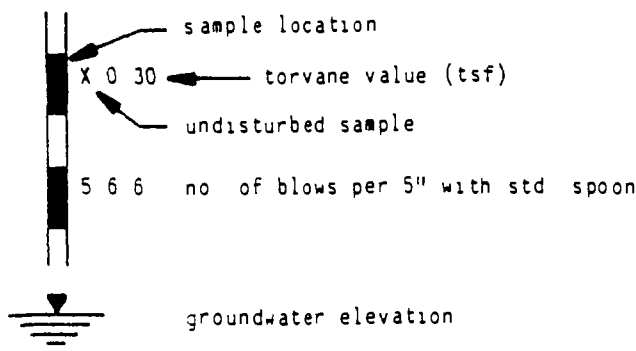 sample location
X 0 30 torvane value (tsf)
undisturbed sample
5 6 6 no of blows per 5" with std spoon
groundwater elevation